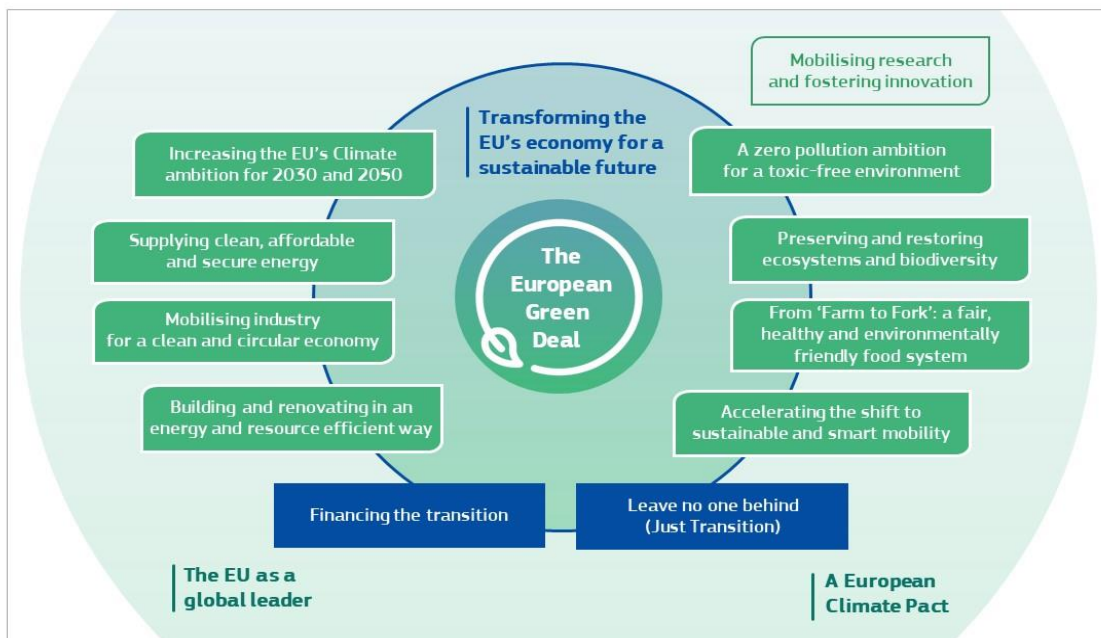 Mobilising research
and fostering innovation
Transforming the
EU's economy for a
sustainable future
Increasing the EU's Climate
ambition for 2030 and 2050
A zero pollution ambition
for a toxic-free environment
Supplying clean, affordable
and secure energy
Preserving and restoring
ecosystems and biodiversity
The
European
Green
Deal
Mobilising industry
for a clean and circular economy
From ‘Farm to Fork’: a fair,
healthy and environmentally
friendly food system
Building and renovating in an
energy and resource efficient way
Accelerating the shift to
sustainable and smart mobility
Financing the transition
Leave no one behind
(Just Transition)
The EU as a
global leader
A European
Climate Pact